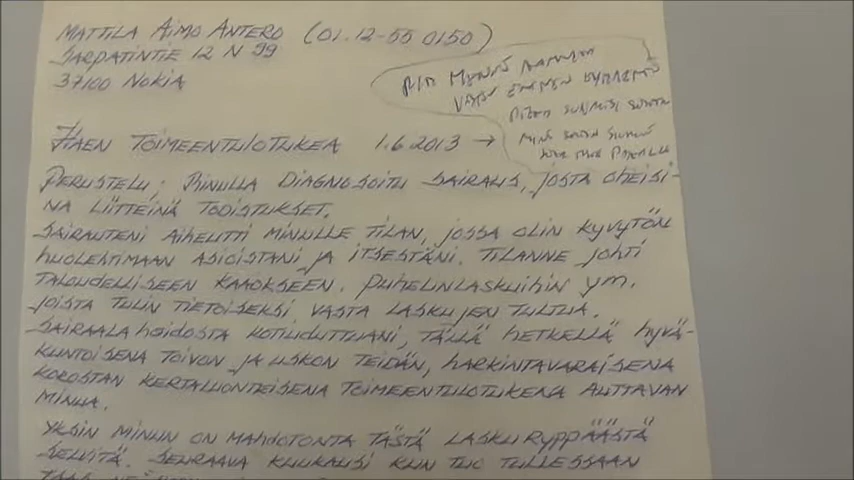 MATTILA AIMO ANTERO (01.12-55 0150)
SARPATINTIE 12 N 99
37100 NOKIA
HAEN TOIMEENTULOTUKEA 1.6.2013 →
PERUSTELU; MINULLA DIAGNOSOITU SAIRAUS, JOSTA OHEISI-
NA LIITTEINÄ TODISTUKSET.
SAIRAUTENI AIHEUTTI MINULLE TILAN, JOSSA OLIN KYVYTÖN
HUOLEHTIMAAN ASIOISTANI JA ITSESTÄNI. TILANNE JOHTI
TALOUDELLISEEN KAAOKSEEN. PUHELINLASKUIHIN YM.
JOISTA TULIN TIETOISEKSI VASTA LASKUJEN TULTUA.
SAIRAALAHOIDOSTA KOTIUDUTTUANI, TÄLLÄ HETKELLÄ HYVÄ-
KUNTOISENA TOIVON JA USKON TEIDÄN, HARKINTAVARAISENA
KOROSTAN KERTALUONTEISENA TOIMEENTULOTUKENA AUTTAVAN
MINUA.
YKSIN MINUN ON MAHDOTONTA TÄSTÄ LASKURYPPÄÄSTÄ
SELVITÄ. SEURAAVA KUUKAUSI KUN TUO TULLESSAAN